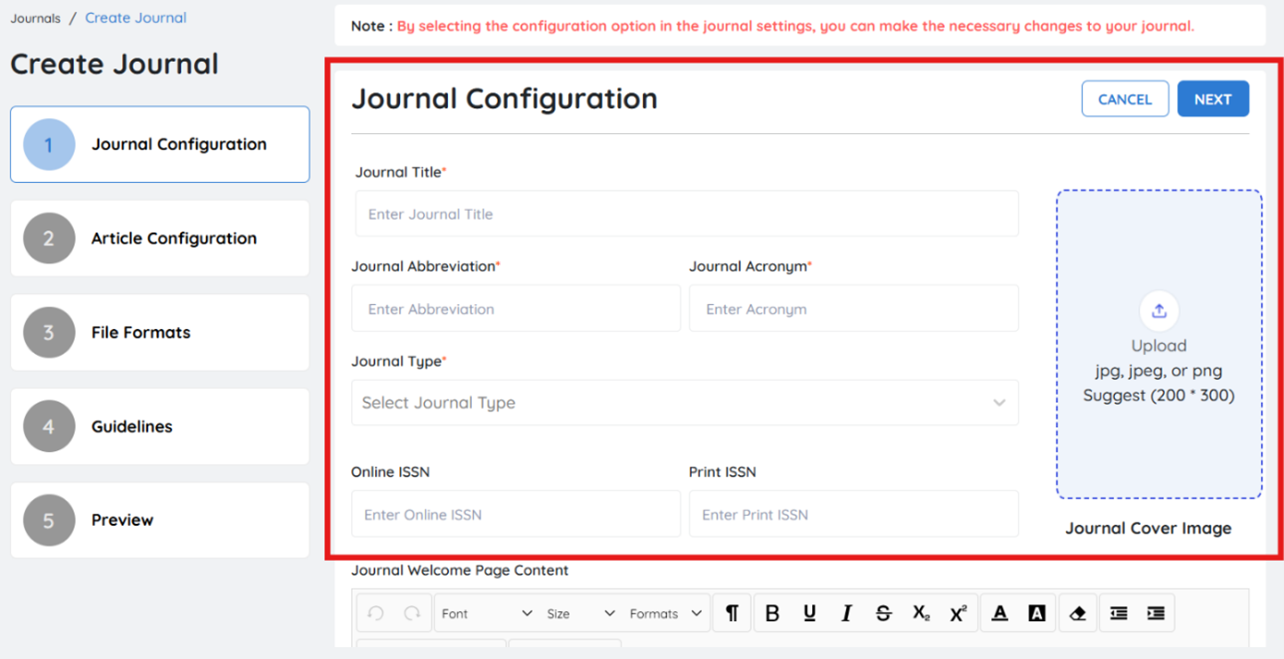 Journals / Create Journal
Create Journal
1 Journal Configuration
2 Article Configuration
3 File Formats
4 Guidelines
5 Preview
Note : By selecting the configuration option in the journal settings, you can make the necessary changes to your journal.
Journal Configuration
CANCEL NEXT
Journal Title*
Enter Journal Title
Journal Abbreviation* Journal Acronym*
Enter Abbreviation Enter Acronym
Journal Type*
Select Journal Type
Online ISSN Print ISSN
Enter Online ISSN Enter Print ISSN
Upload
jpg, jpeg, or png
Suggest (200 * 300)
Journal Cover Image
Journal Welcome Page Content
Font Size Formats ¶ B U I S X₂ X² A A